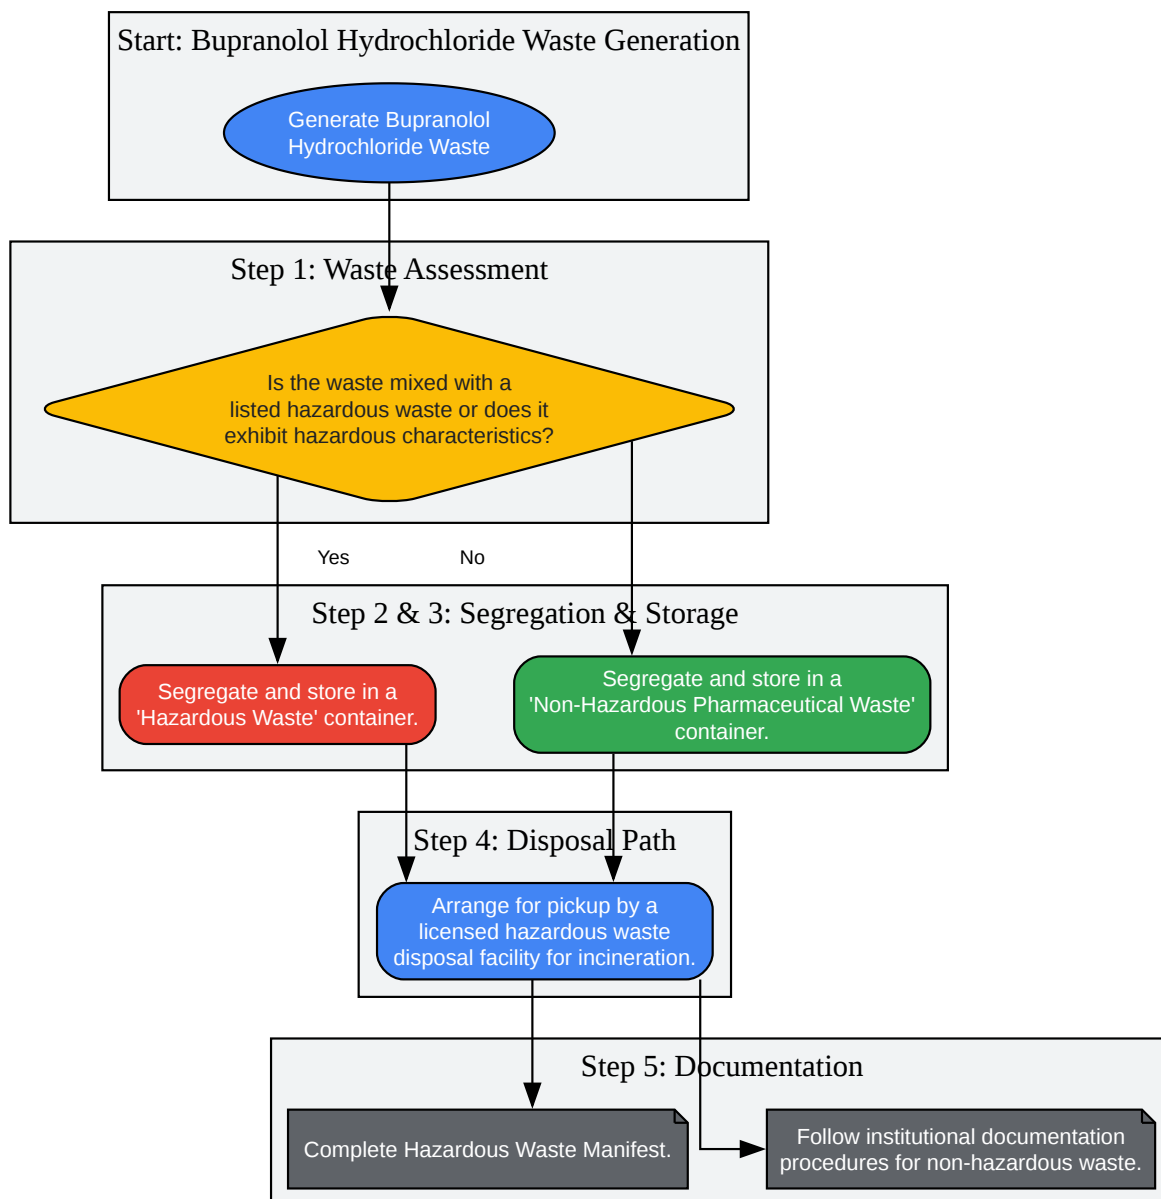 Start: Bupranolol Hydrochloride Waste Generation
Generate Bupranolol
Hydrochloride Waste
Step 1: Waste Assessment
Is the waste mixed with a
listed hazardous waste or does it
exhibit hazardous characteristics?
Yes
No
Step 2 & 3: Segregation & Storage
Segregate and store in a
'Hazardous Waste' container.
Segregate and store in a
'Non-Hazardous Pharmaceutical Waste'
container.
Step 4: Disposal Path
Arrange for pickup by a
licensed hazardous waste
disposal facility for incineration.
Step 5: Documentation
Complete Hazardous Waste Manifest.
Follow institutional documentation
procedures for non-hazardous waste.